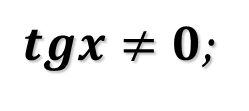 tgx ≠ 0;